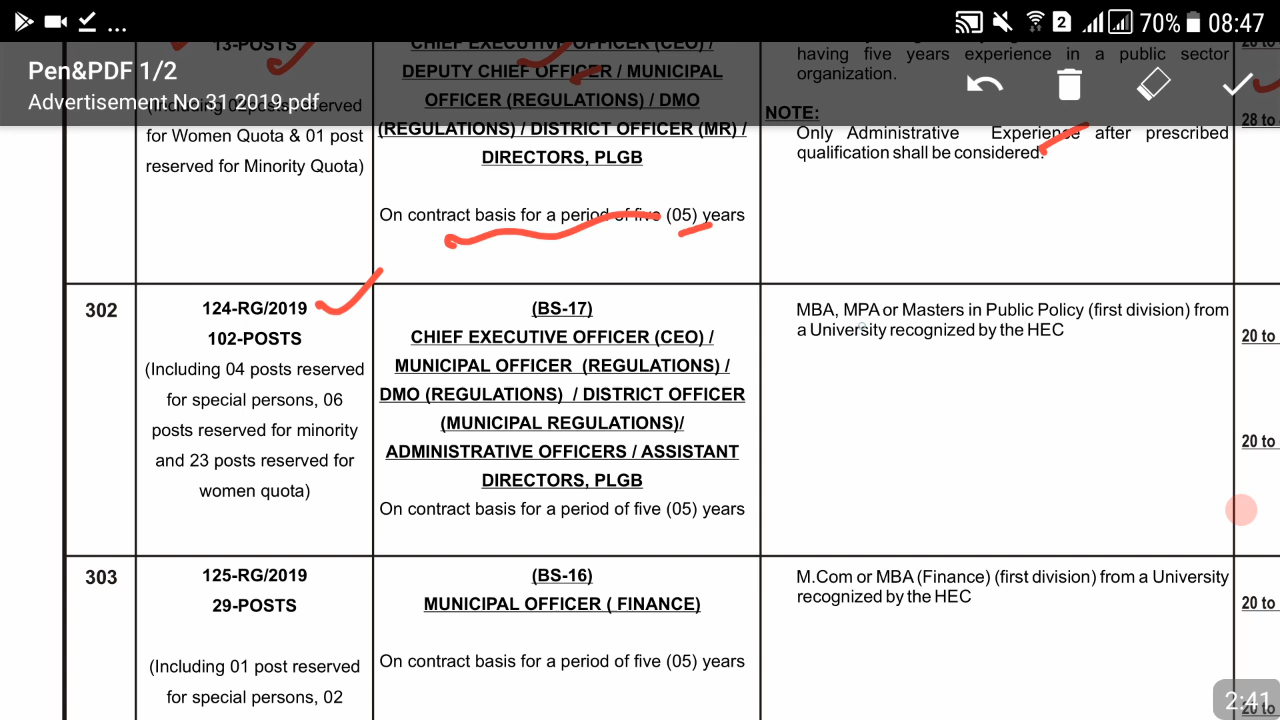 ... 2 70% 08:47
Pen&PDF 1/2
Advertisement No 31 2019.pdf
13-POSTS
reserved
for Women Quota & 01 post
reserved for Minority Quota)
CHIEF EXECUTIVE OFFICER (CEO) /
DEPUTY CHIEF OFFICER / MUNICIPAL
OFFICER (REGULATIONS) / DMO
(REGULATIONS) / DISTRICT OFFICER (MR) /
DIRECTORS, PLGB
On contract basis for a period of five (05) years
having five years experience in a public sector
organization.
NOTE:
Only Administrative Experience after prescribed
qualification shall be considered.
28 to
302
124-RG/2019
102-POSTS
(Including 04 posts reserved
for special persons, 06
posts reserved for minority
and 23 posts reserved for
women quota)
(BS-17)
CHIEF EXECUTIVE OFFICER (CEO) /
MUNICIPAL OFFICER (REGULATIONS) /
DMO (REGULATIONS) / DISTRICT OFFICER
(MUNICIPAL REGULATIONS)/
ADMINISTRATIVE OFFICERS / ASSISTANT
DIRECTORS, PLGB
On contract basis for a period of five (05) years
MBA, MPA or Masters in Public Policy (first division) from
a University recognized by the HEC
20 to
20 to
303
125-RG/2019
29-POSTS
(Including 01 post reserved
for special persons, 02
(BS-16)
MUNICIPAL OFFICER ( FINANCE)
On contract basis for a period of five (05) years
M.Com or MBA (Finance) (first division) from a University
recognized by the HEC
20 to
2:41